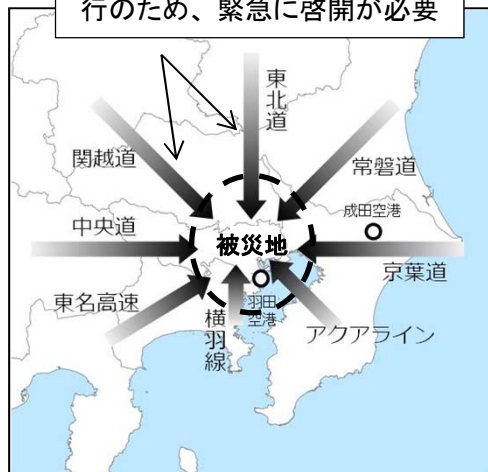 行のため、緊急に啓開が必要
東北道
関越道
常磐道
成田空港
中央道
被災地
京葉道
東名高速
羽田
空港
横羽線
アクアライン